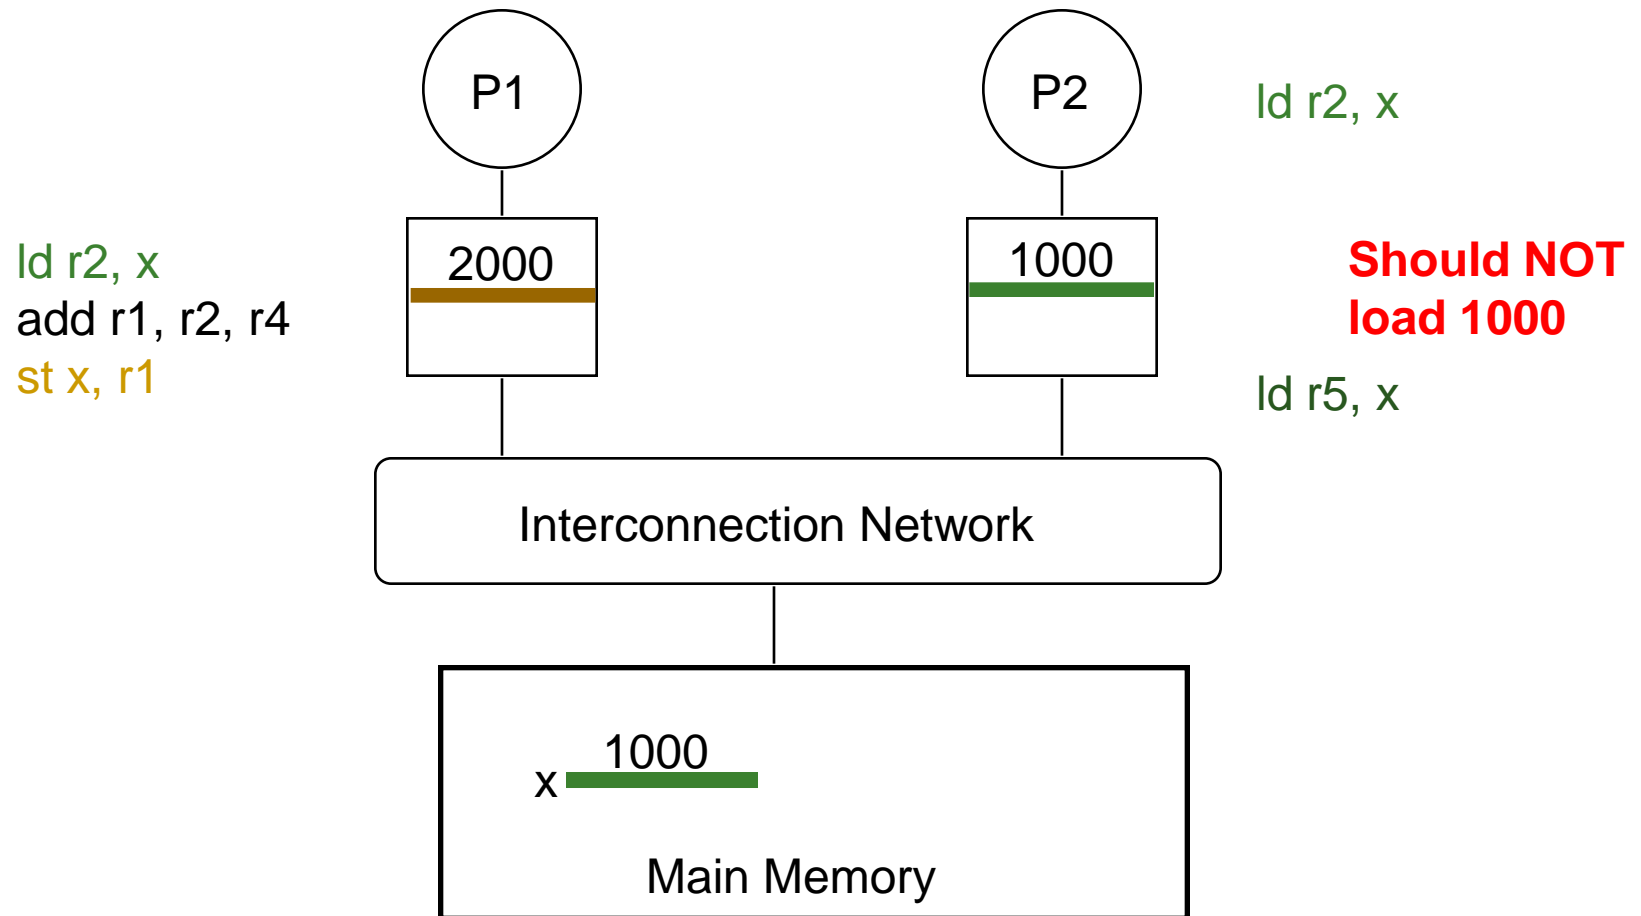 P1
P2
ld r2, x
ld r2, x
add r1, r2, r4
st x, r1
2000
1000
Should NOT
load 1000
ld r5, x
Interconnection Network
1000
x
Main Memory